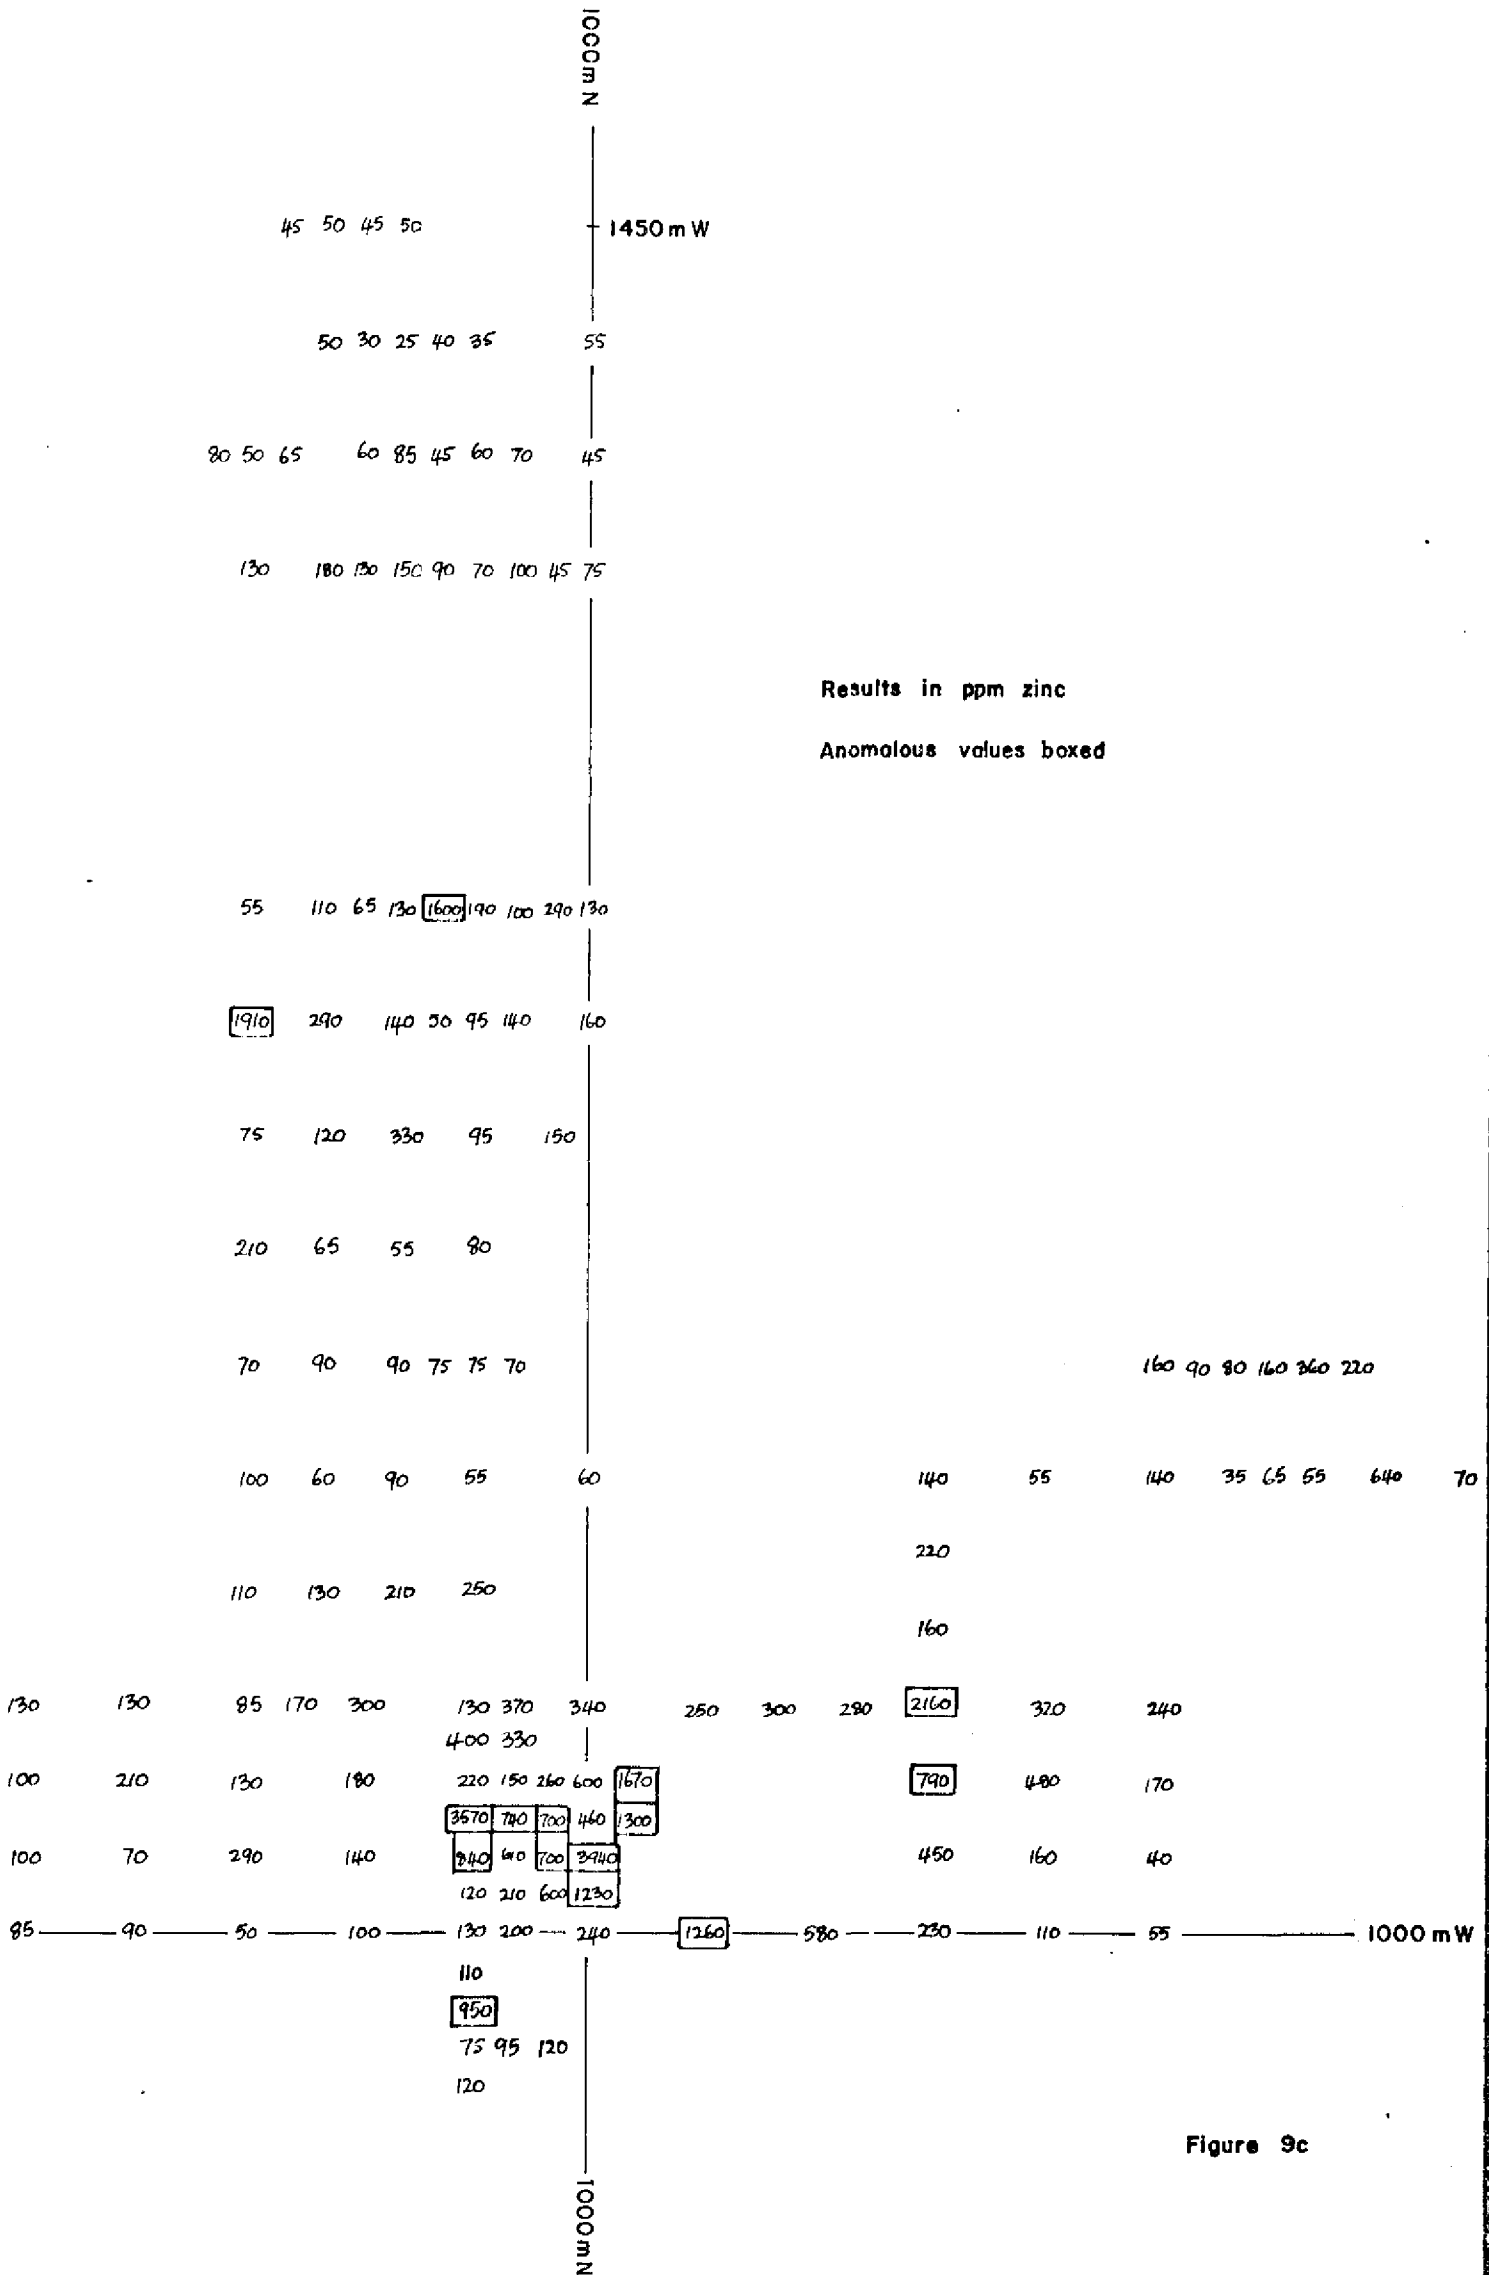 1000mN
45 50 45 50
1450mW
50 30 25 40 35 55
80 50 65 60 85 45 60 70 45
130 180 130 150 90 70 100 45 75
Results in ppm zinc
Anomalous values boxed
55 110 65 130 1600 190 100 290 130
1910 290 140 50 95 140 160
75 120 330 95 150
210 65 55 80
70 90 90 75 75 70 160 90 80 160 360 220
100 60 90 55 60 140 55 140 35 65 55 640 70
220
110 130 210 250
160
130 130 85 170 300 130 370 340 250 300 280 2160 320 240
400 330
100 210 130 180 220 150 260 600 1670 790 480 170
3570 740 700 460 1300
100 70 290 140 840 610 700 3940 450 160 40
120 210 600 1230
85 90 50 100 130 200 240 1260 580 230 110 55 1000mW
110
950
75 95 120
120
Figure 9c
1000mN